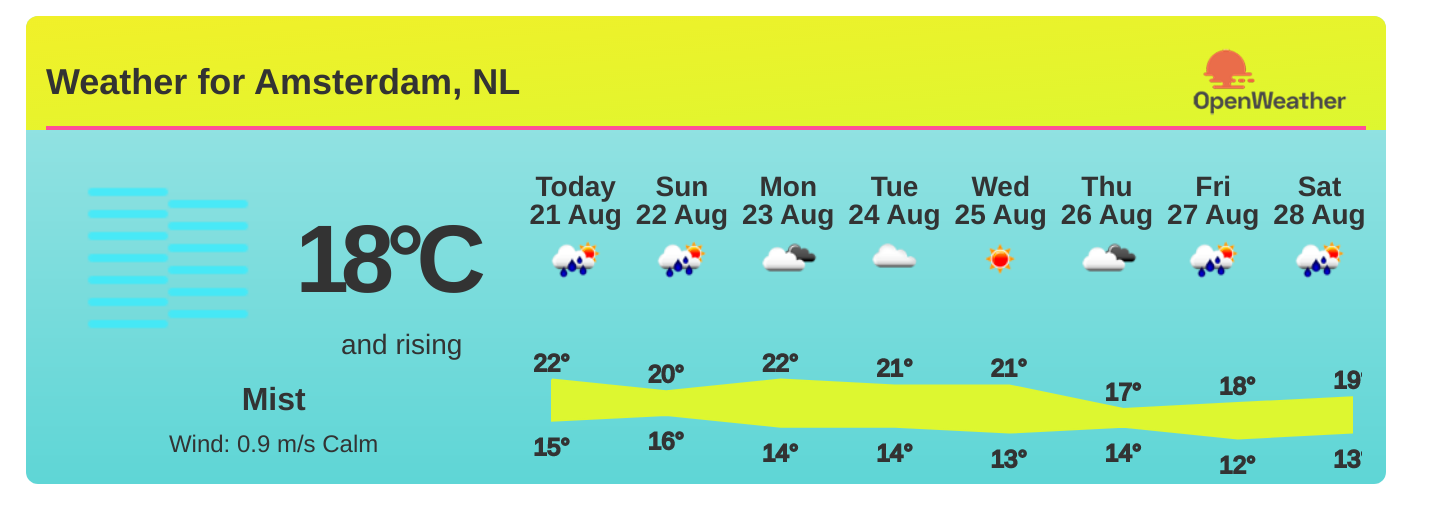 Weather for Amsterdam, NL
OpenWeather
Today Sun Mon Tue Wed Thu Fri Sat
21 Aug 22 Aug 23 Aug 24 Aug 25 Aug 26 Aug 27 Aug 28 Aug
18°C
and rising
Mist
Wind: 0.9 m/s Calm
22° 20° 22° 21° 21° 17° 18° 19°
15° 16° 14° 14° 13° 14° 12° 13°